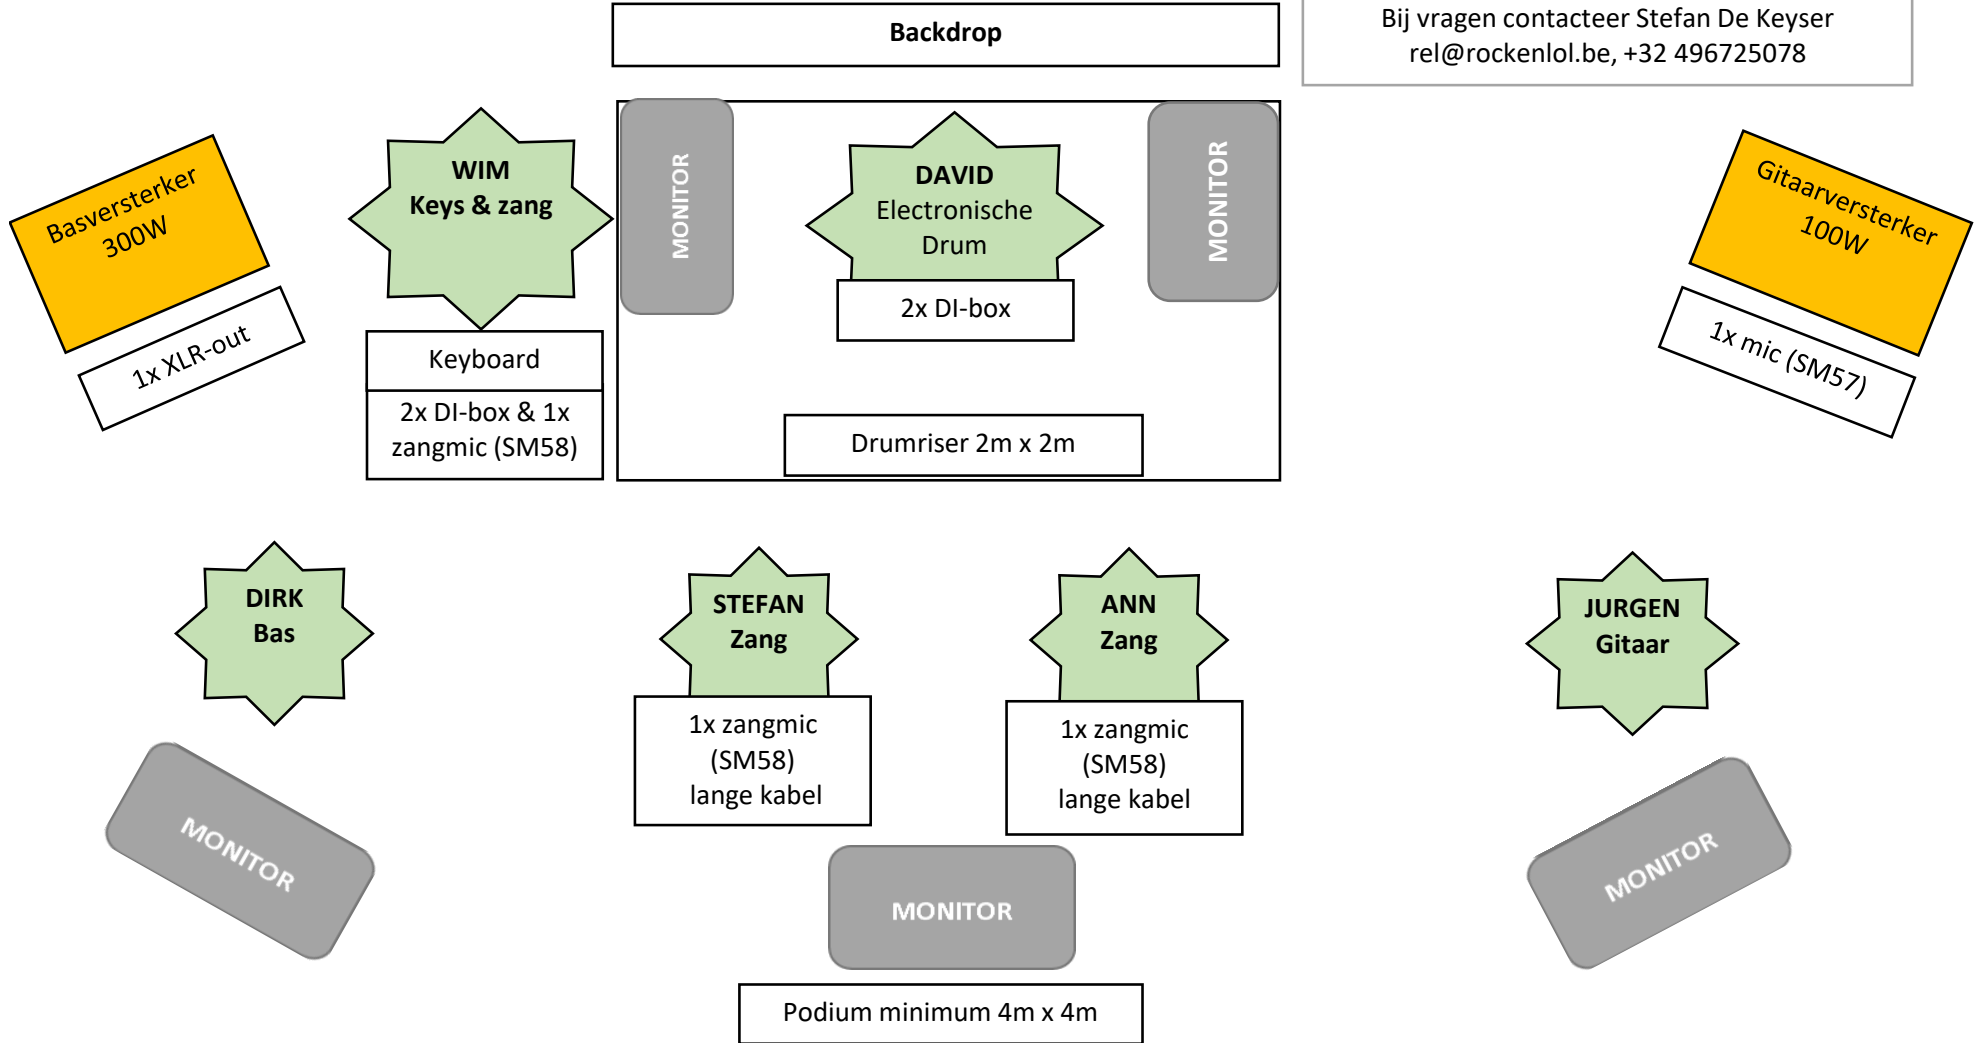 Backdrop
Bij vragen contacteer Stefan De Keyser
rel@rockenlol.be, +32 496725078
Basversterker
300W
1x XLR-out
WIM
Keys & zang
Keyboard
2x DI-box & 1x
zangmic (SM58)
MONITOR
DAVID
Electronische
Drum
2x DI-box
MONITOR
Drumriser 2m x 2m
Gitaarversterker
100W
1x mic (SM57)
DIRK
Bas
STEFAN
Zang
1x zangmic
(SM58)
lange kabel
ANN
Zang
1x zangmic
(SM58)
lange kabel
JURGEN
Gitaar
MONITOR
MONITOR
MONITOR
Podium minimum 4m x 4m